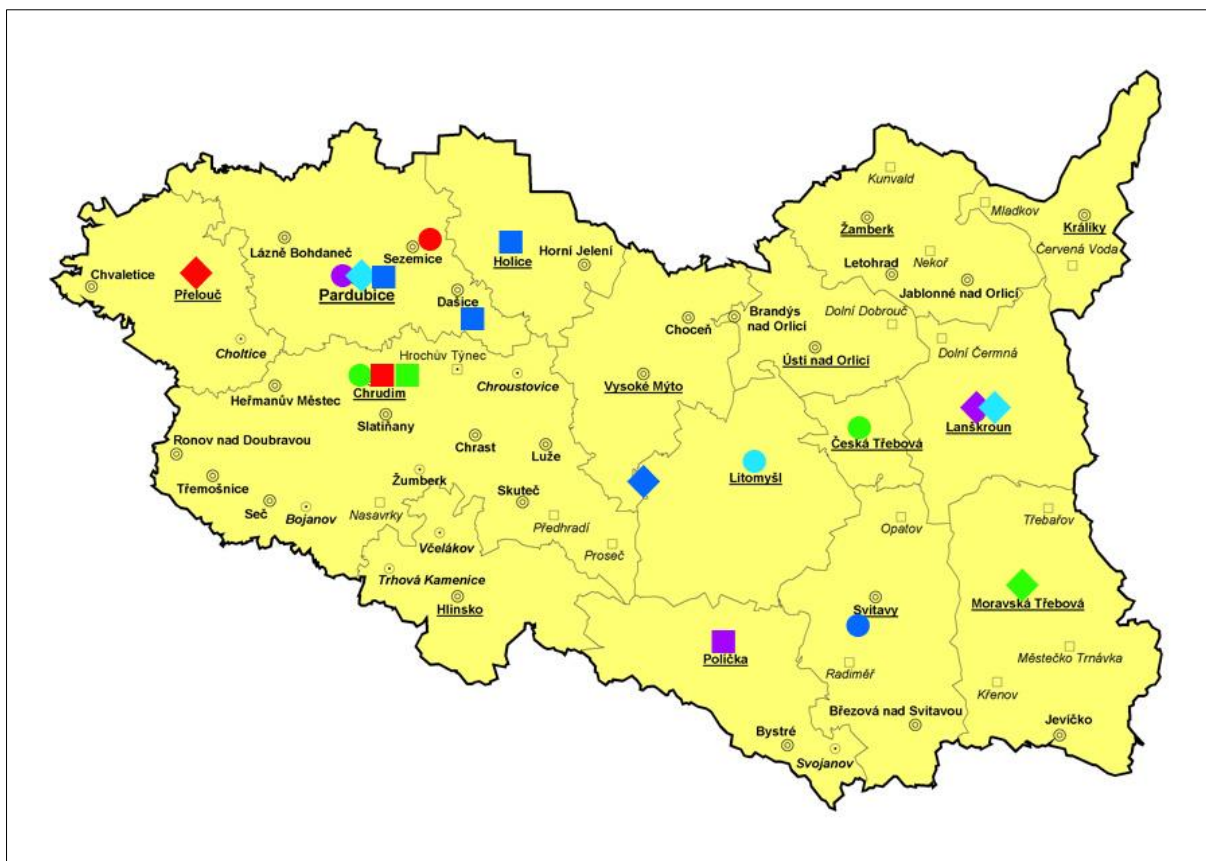 Kunvald
Mladkov
Žamberk
Králíky
Nekoř
Červená Voda
Lázně Bohdaneč
Sezemice
Holice
Horní Jelení
Letohrad
Jablonné nad Orlicí
Chvaletice
Přelouč
Pardubice
Dašice
Choceň
Brandýs
nad Orlicí
Dolní Dobrouč
Choltice
Hrochův Týnec
Ústí nad Orlicí
Dolní Čermná
Heřmanův Městec
Chrudim
Chroustovice
Vysoké Mýto
Slatiňany
Ronov nad Doubravou
Chrast
Luže
Česká Třebová
Lanškroun
Třemošnice
Žumberk
Litomyšl
Seč
Bojanov
Nasavrky
Skuteč
Předhradí
Opatov
Třebařov
Včelákov
Proseč
Trhová Kamenice
Hlinsko
Svitavy
Moravská Třebová
Polička
Radiměř
Městečko Trnávka
Křenov
Březová nad Svitavou
Bystré
Svojanov
Jevíčko